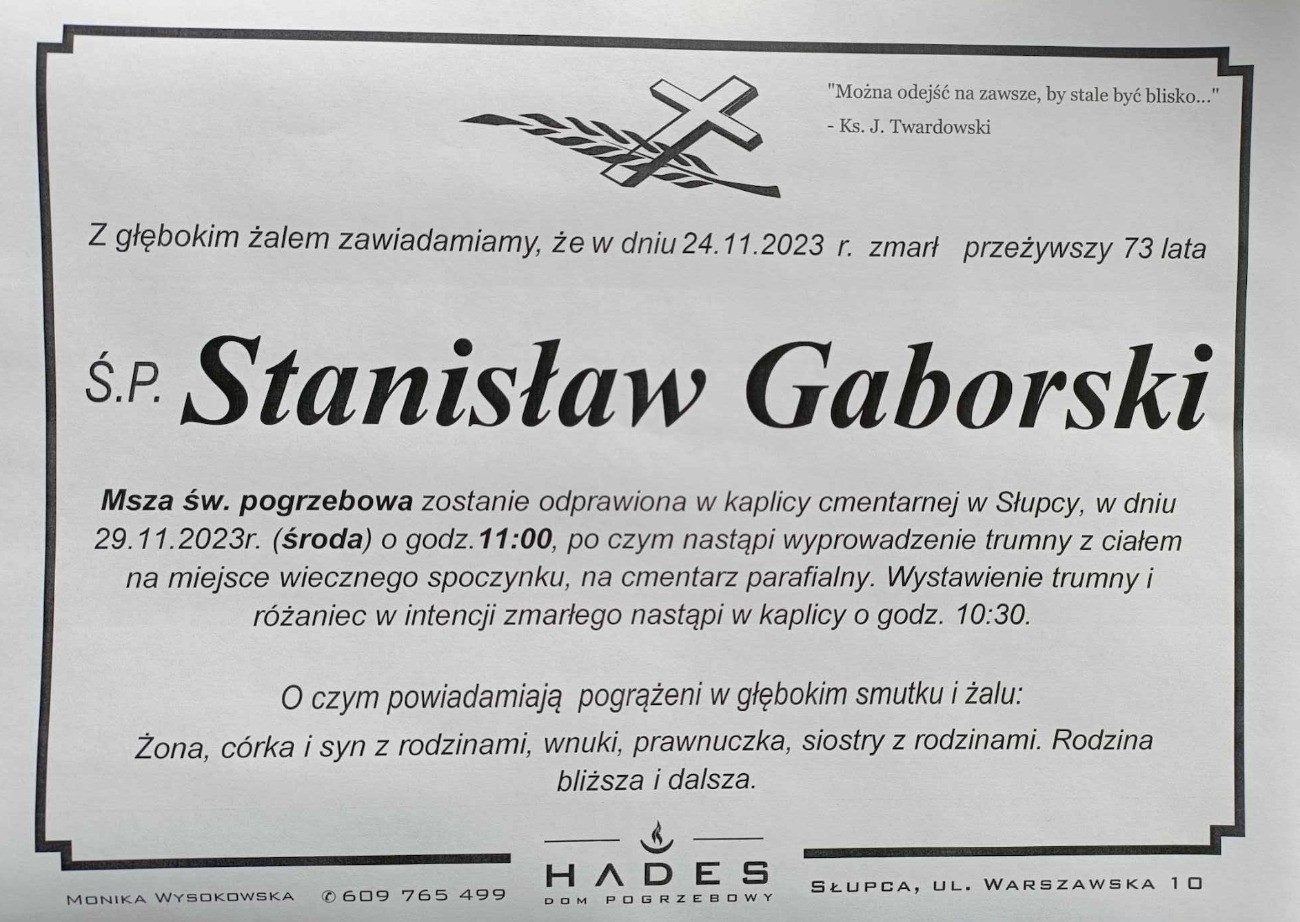 "Można odejść na zawsze, by stale być blisko..."
- Ks. J. Twardowski
Z głębokim żalem zawiadamiamy, że w dniu 24.11.2023 r. zmarł przeżywszy 73 lata
Ś.P. Stanisław Gaborski
Msza św. pogrzebowa zostanie odprawiona w kaplicy cmentarnej w Słupcy, w dniu
29.11.2023r. (środa) o godz.11:00, po czym nastąpi wyprowadzenie trumny z ciałem
na miejsce wiecznego spoczynku, na cmentarz parafialny. Wystawienie trumny i
różaniec w intencji zmarłego nastąpi w kaplicy o godz. 10:30.
O czym powiadamiają pogrążeni w głębokim smutku i żalu:
Żona, córka i syn z rodzinami, wnuki, prawnuczka, siostry z rodzinami. Rodzina
bliższa i dalsza.
Monika Wysokowska ✆609 765 499
HADES
DOM POGRZEBOWY
Słupca, ul. Warszawska 10